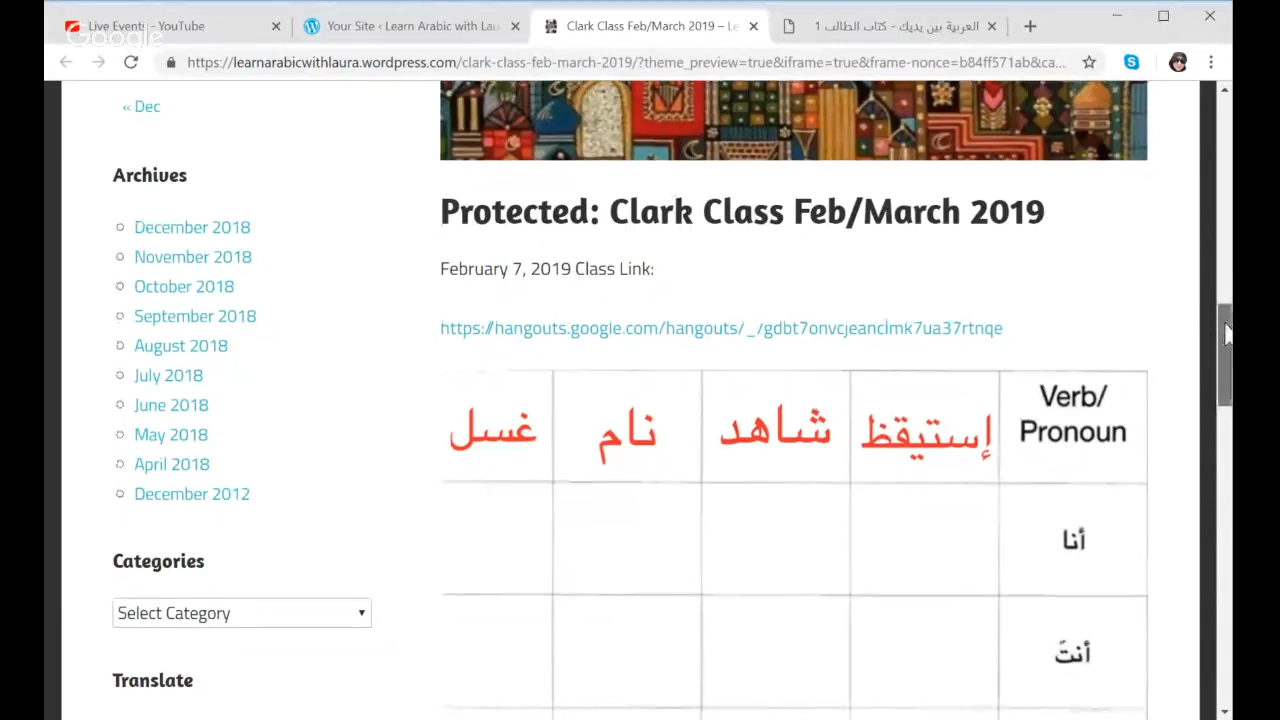 Live Event - YouTube
Your Site ‹ Learn Arabic with Lau
Clark Class Feb/March 2019 – Le
العربية بين يديك - كتاب الطالب 1
Google
https://learnarabicwithlaura.wordpress.com/clark-class-feb-march-2019/?theme_preview=true&iframe=true&frame-nonce=b84ff571ab&ca...
« Dec
Archives
December 2018
November 2018
October 2018
September 2018
August 2018
July 2018
June 2018
May 2018
April 2018
December 2012
Categories
Select Category
Translate
Protected: Clark Class Feb/March 2019
February 7, 2019 Class Link:
https://hangouts.google.com/hangouts/_/gdbt7onvcjeanclmk7ua37rtnqe
Verb/ Pronoun
إستيقظ
شاهد
نام
غسل
أنا
أنتَ